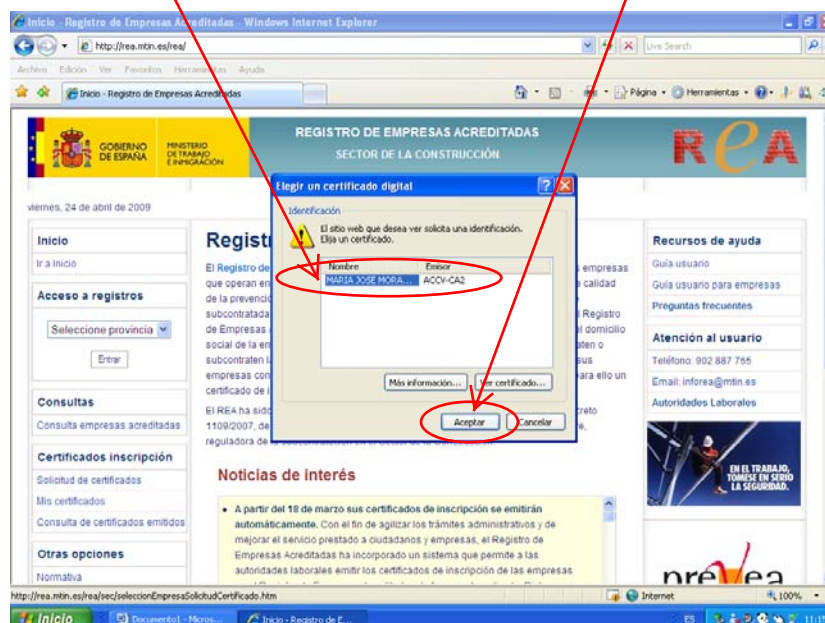 Inicio - Registro de Empresas Acreditadas - Windows Internet Explorer
http://rea.mtin.es/rea/
Live Search
Archivo Edición Ver Favoritos Herramientas Ayuda
Inicio - Registro de Empresas Acreditadas
Página
Herramientas
GOBIERNO
DE ESPAÑA
MINISTERIO
DE TRABAJO
E INMIGRACIÓN
REGISTRO DE EMPRESAS ACREDITADAS
SECTOR DE LA CONSTRUCCIÓN
ReA
viernes, 24 de abril de 2009
Inicio
Ir a Inicio
Acceso a registros
Seleccione provincia
Entrar
Consultas
Consulta empresas acreditadas
Certificados inscripción
Solicitud de certificados
Mis certificados
Consulta de certificados emitidos
Otras opciones
Normativa
Regist
El Registro de
que operan en
de la prevenci
subcontratada
de Empresas
social de la en
subcontraten l
empresas con
certificado de i
El REA ha sido
1109/2007, de
reguladora de
empresas
calidad
l Registro
l domicilio
aten o
sus
ara ello un
creto
Elegir un certificado digital
Identificación
El sitio web que desea ver solicita una identificación.
Elija un certificado.
Nombre Emisor
MARIA JOSE MORA... ACCV-CA2
Más información... Ver certificado...
Aceptar Cancelar
Noticias de interés
A partir del 18 de marzo sus certificados de inscripción se emitirán
automáticamente. Con el fin de agilizar los trámites administrativos y de
mejorar el servicio prestado a ciudadanos y empresas, el Registro de
Empresas Acreditadas ha incorporado un sistema que permite a las
autoridades laborales emitir los certificados de inscripción de las empresas
Recursos de ayuda
Guía usuario
Guía usuario para empresas
Preguntas frecuentes
Atención al usuario
Teléfono: 902 887 765
Email: inforea@mtin.es
Autoridades Laborales
EN EL TRABAJO,
TÓMESE EN SERIO
LA SEGURIDAD.
prevea
http://rea.mtin.es/rea/sec/seleccionEmpresaSolicitudCertificado.htm
Internet
100%
Inicio
Documento1 - Micros...
Inicio - Registro de E...
ES